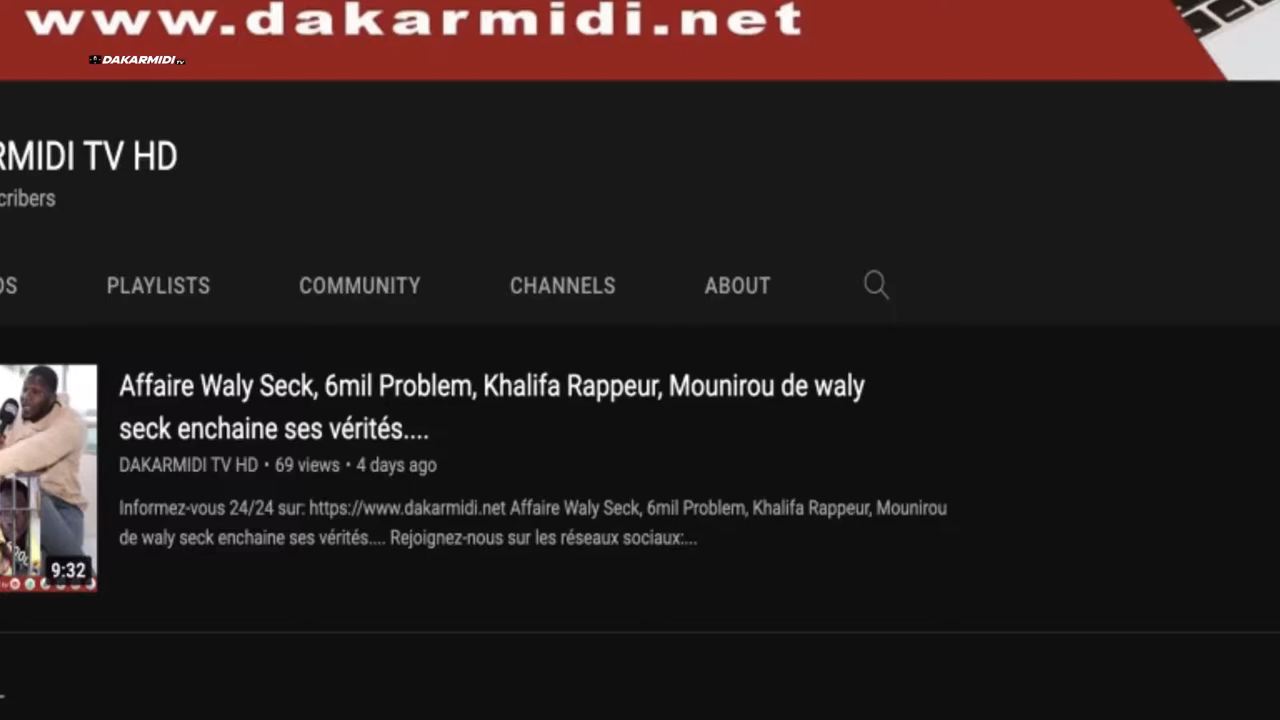 www.dakarmidi.net
DAKARMIDI TV
RMIDI TV HD
cribers
OS
PLAYLISTS
COMMUNITY
CHANNELS
ABOUT
Affaire Waly Seck, 6mil Problem, Khalifa Rappeur, Mounirou de waly
seck enchaine ses vérités....
DAKARMIDI TV HD • 69 views • 4 days ago
Informez-vous 24/24 sur: https://www.dakarmidi.net Affaire Waly Seck, 6mil Problem, Khalifa Rappeur, Mounirou
de waly seck enchaine ses vérités.... Rejoignez-nous sur les réseaux sociaux:...
9:32